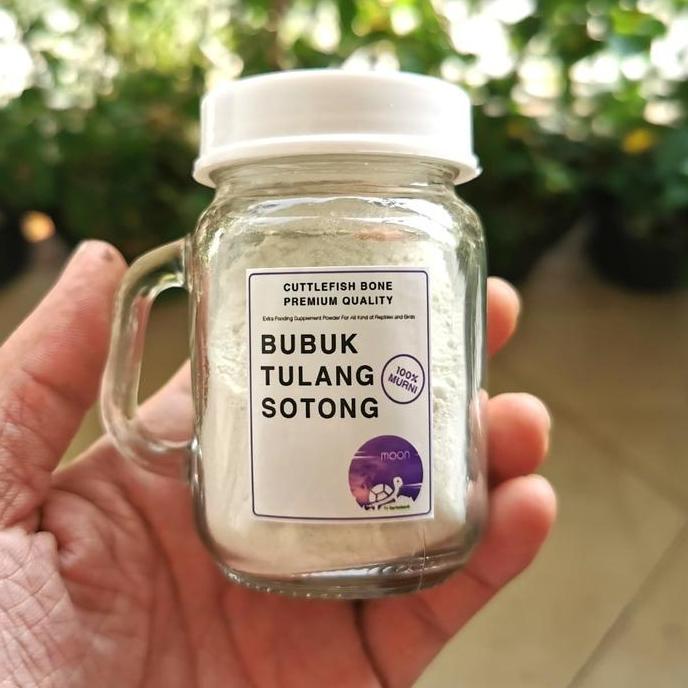 CUTTLEFISH BONE
PREMIUM QUALITY
Extra Feeding Supplement Powder For All Kind of Reptiles and Birds
BUBUK
TULANG
SOTONG
100%
MURNI
moon